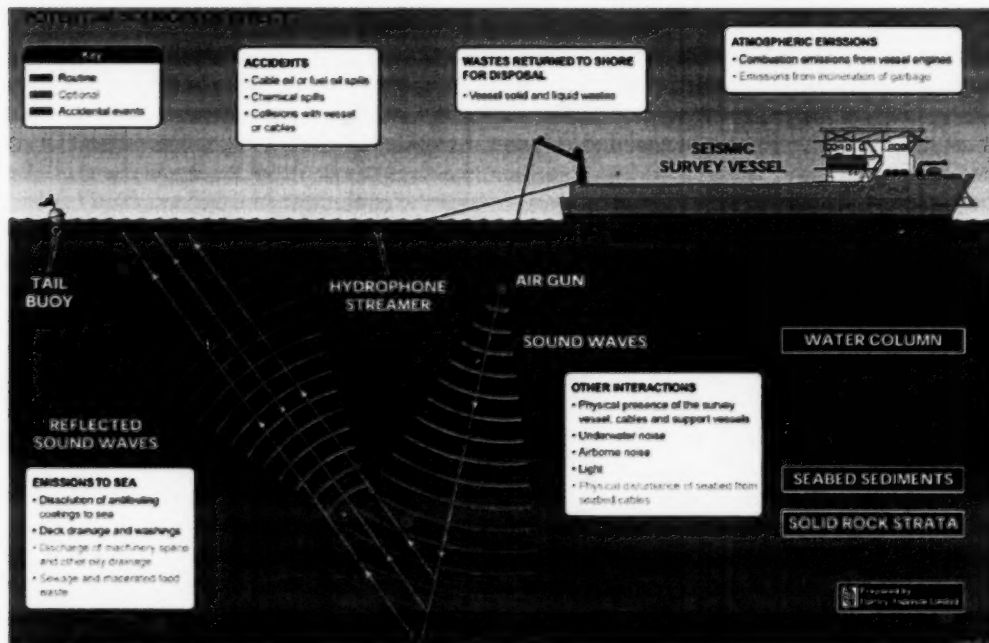 POTENTIAL SOURCES OF EFFECT
Key
Routine
Optional
Accidental events
ACCIDENTS
• Cable oil or fuel oil spills
• Chemical spills
• Collisions with vessel
or cables
WASTES RETURNED TO SHORE
FOR DISPOSAL
• Vessel solid and liquid wastes
ATMOSPHERIC EMISSIONS
• Combustion emissions from vessel engines
• Emissions from incineration of garbage
SEISMIC
SURVEY VESSEL
TAIL
BUOY
HYDROPHONE
STREAMER
AIR GUN
SOUND WAVES
WATER COLUMN
OTHER INTERACTIONS
• Physical presence of the survey
vessel, cables and support vessels
• Underwater noise
• Airborne noise
• Light
• Physical disturbance of seabed from
seabed cables
REFLECTED
SOUND WAVES
EMISSIONS TO SEA
• Dissolution of antifouling
coatings to sea
• Deck drainage and washings
• Discharge of machinery space
and other oily drainage
• Sewage and macerated food
waste
SEABED SEDIMENTS
SOLID ROCK STRATA
Prepared by
Limited